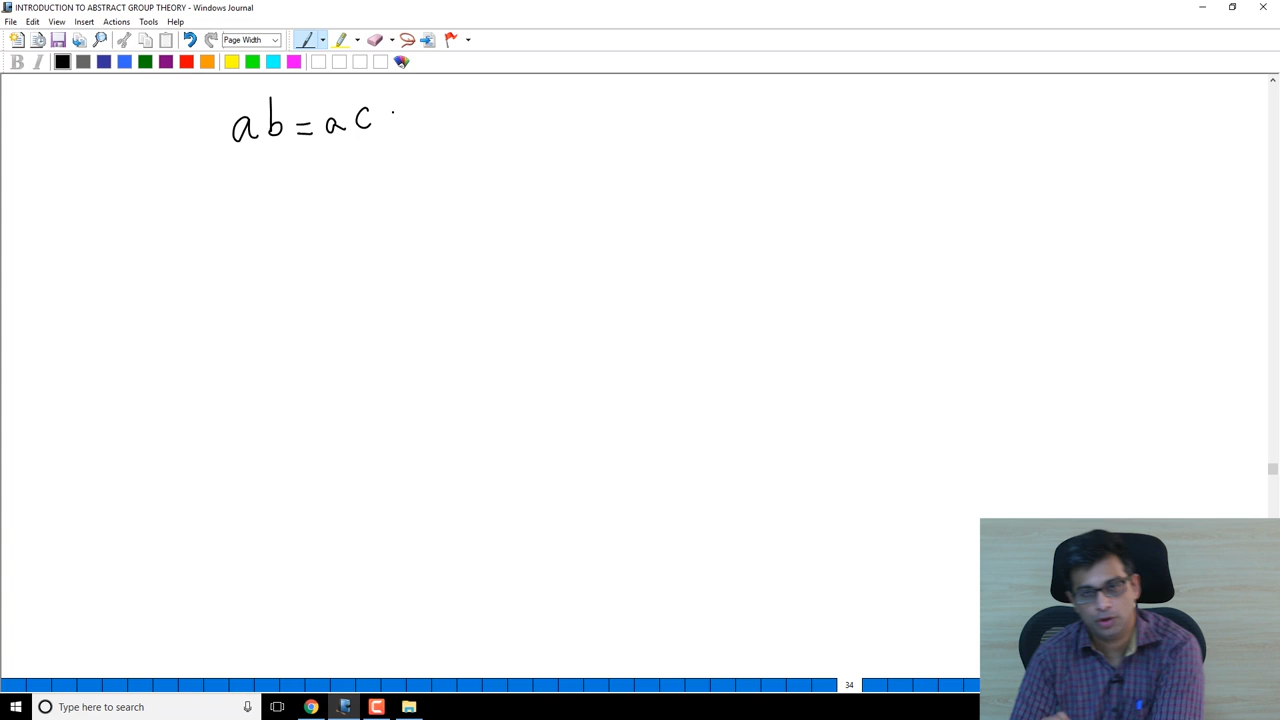 INTRODUCTION TO ABSTRACT GROUP THEORY - Windows Journal
File Edit View Insert Actions Tools Help
Page Width
B I
ab = ac
34
Type here to search